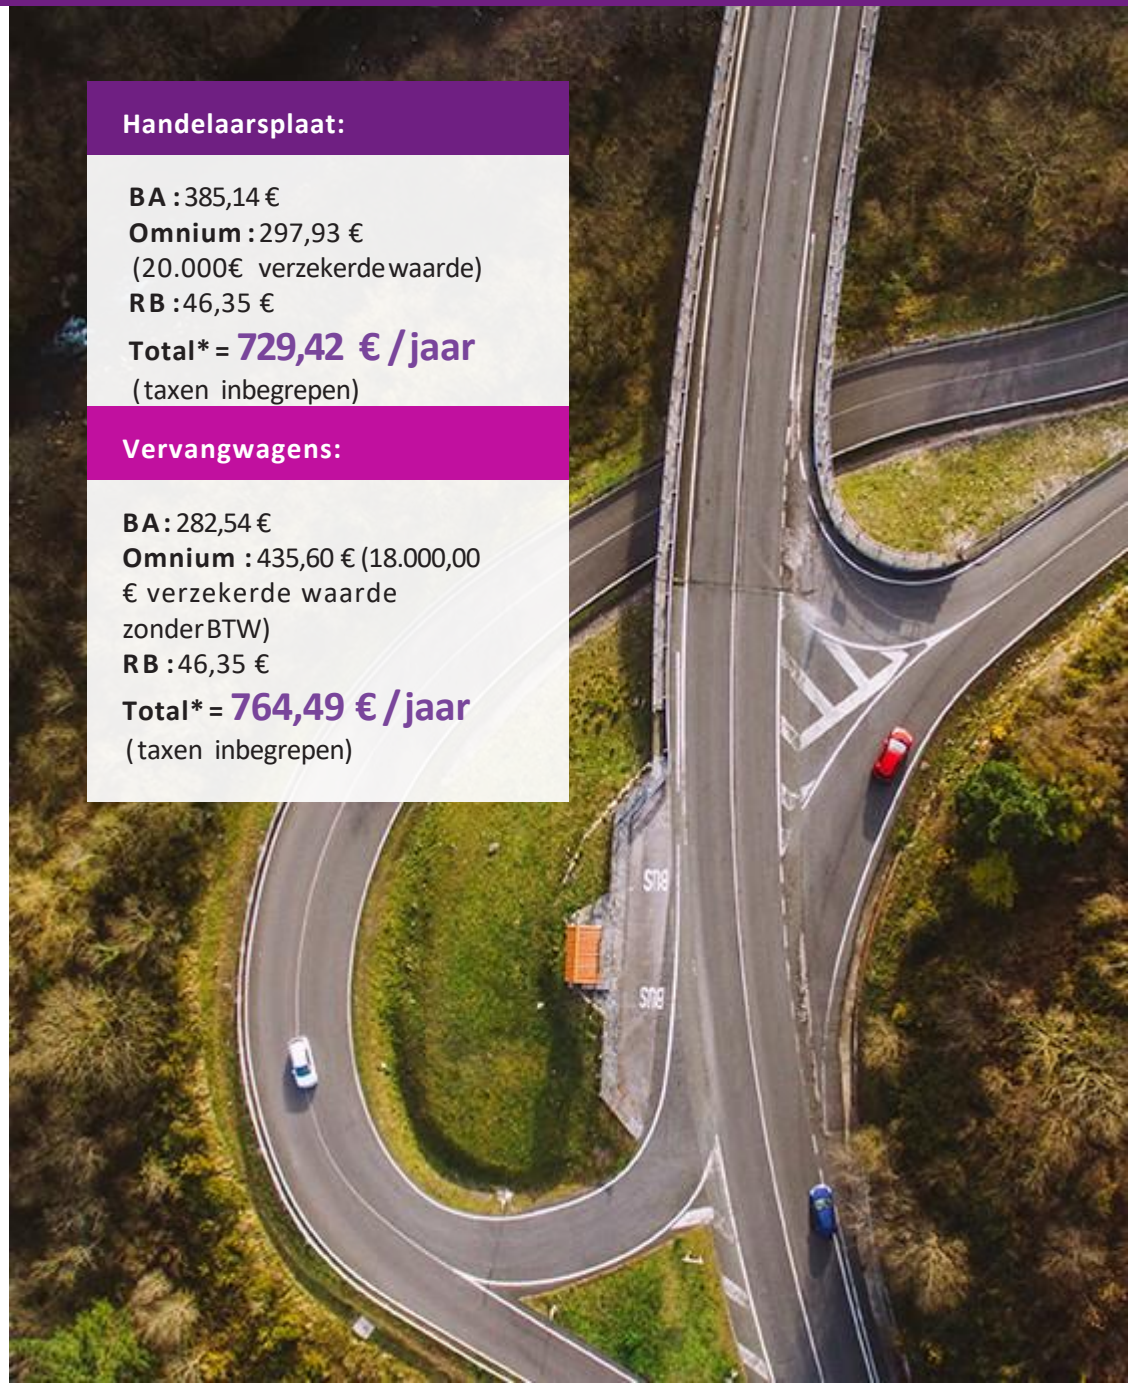 Handelaarsplaat:
BA : 385,14 €
Omnium : 297,93 €
(20.000€ verzekerde waarde)
RB : 46,35 €
Total* = 729,42 € / jaar
(taxen inbegrepen)
Vervangwagens:
BA : 282,54 €
Omnium : 435,60 € (18.000,00
€ verzekerde waarde
zonder BTW)
RB : 46,35 €
Total* = 764,49 € / jaar
(taxen inbegrepen)
BUS
BUS